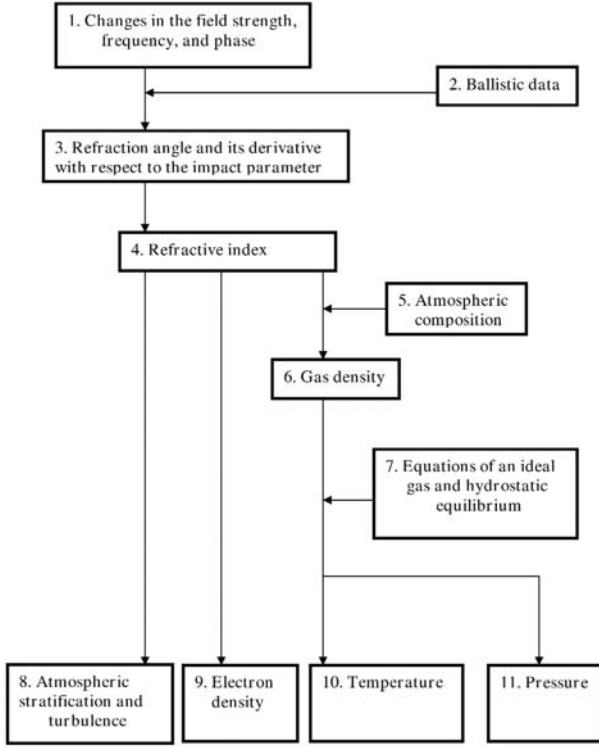 1. Changes in the field strength,
frequency, and phase
2. Ballistic data
3. Refraction angle and its derivative
with respect to the impact parameter
4. Refractive index
5. Atmospheric
composition
6. Gas density
7. Equations of an ideal
gas and hydrostatic
equilibrium
8. Atmospheric
stratification and
turbulence
9. Electron
density
10. Temperature
11. Pressure